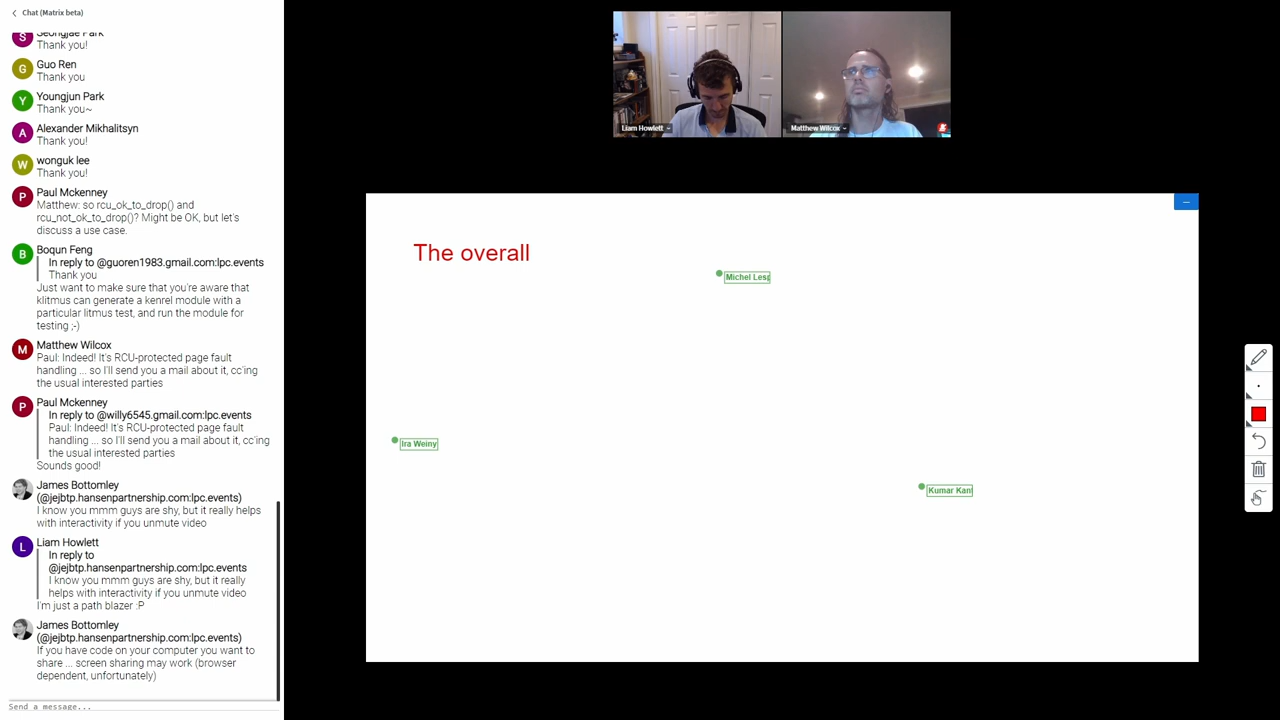 Chat (Matrix beta)
Seongjae Park
Thank you!
Guo Ren
Thank you
Youngjun Park
Thank you~
Alexander Mikhalitsyn
Thank you!
wonguk lee
Thank you!
Paul Mckenney
Matthew: so rcu_ok_to_drop() and
rcu_not_ok_to_drop()? Might be OK, but let's
discuss a use case.
Boqun Feng
In reply to @guoren1983.gmail.com:lpc.events
Thank you
Just want to make sure that you're aware that
klitmus can generate a kenrel module with a
particular litmus test, and run the module for
testing ;-)
Matthew Wilcox
Paul: Indeed! It's RCU-protected page fault
handling ... so I'll send you a mail about it, cc'ing
the usual interested parties
Paul Mckenney
In reply to @willy6545.gmail.com:lpc.events
Paul: Indeed! It's RCU-protected page fault
handling ... so I'll send you a mail about it, cc'ing
the usual interested parties
Sounds good!
James Bottomley
(@jejbtp.hansenpartnership.com:lpc.events)
I know you mmm guys are shy, but it really helps
with interactivity if you unmute video
Liam Howlett
In reply to
@jejbtp.hansenpartnership.com:lpc.events
I know you mmm guys are shy, but it really
helps with interactivity if you unmute video
I'm just a path blazer :P
James Bottomley
(@jejbtp.hansenpartnership.com:lpc.events)
If you have code on your computer you want to
share ... screen sharing may work (browser
dependent, unfortunately)
Send a message...
S
G
Y
A
W
P
B
M
P
L
Liam Howlett
Matthew Wilcox
The overall
Michel Lesp
Ira Weiny
Kumar Kant